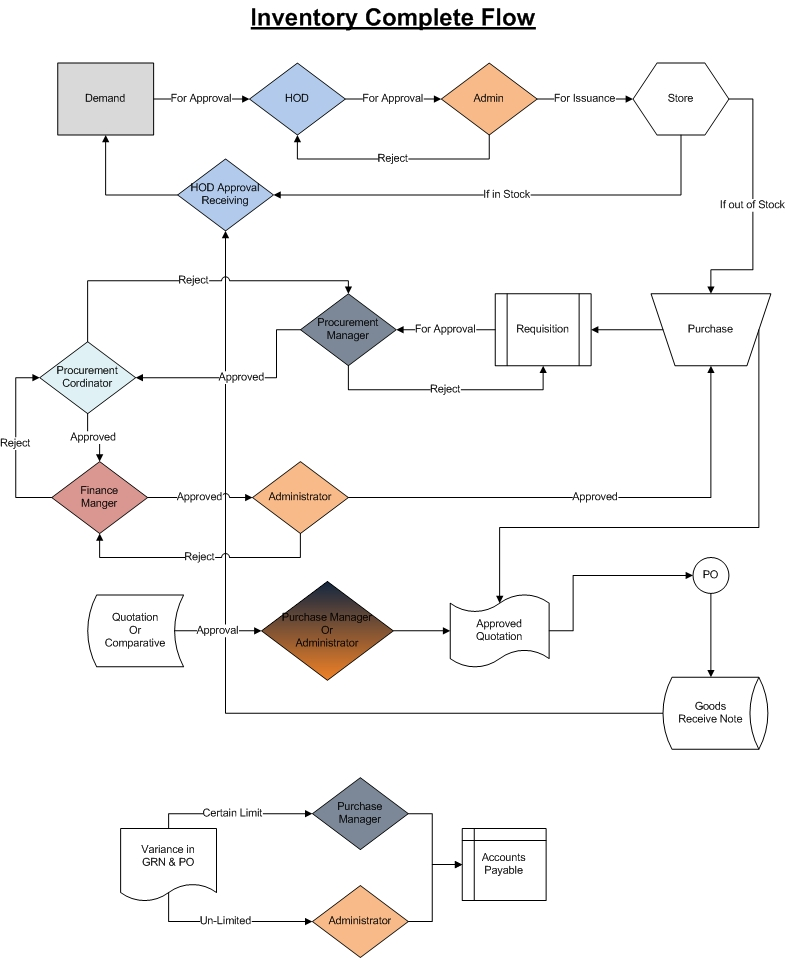 Inventory Complete Flow
Demand
For Approval
HOD
For Approval
Admin
For Issuance
Store
Reject
HOD Approval
Receiving
If in Stock
If out of Stock
Reject
Procurement
Manager
For Approval
Requisition
Purchase
Procurement
Cordinator
Approved
Reject
Approved
Reject
Finance
Manger
Approved
Administrator
Approved
Reject
Quotation
Or
Comparative
Approval
Purchase Manager
Or
Administrator
Approved
Quotation
PO
Goods
Receive Note
Certain Limit
Purchase
Manager
Variance in
GRN & PO
Accounts
Payable
Un-Limited
Administrator